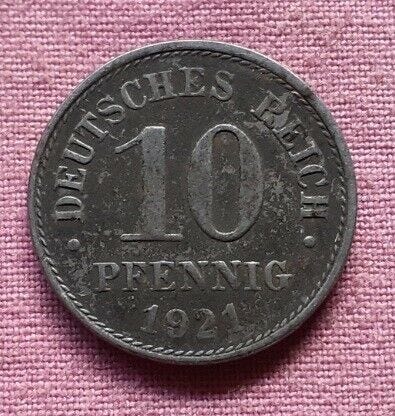 · DEUTSCHES REICH ·
10
PFENNIG
1921